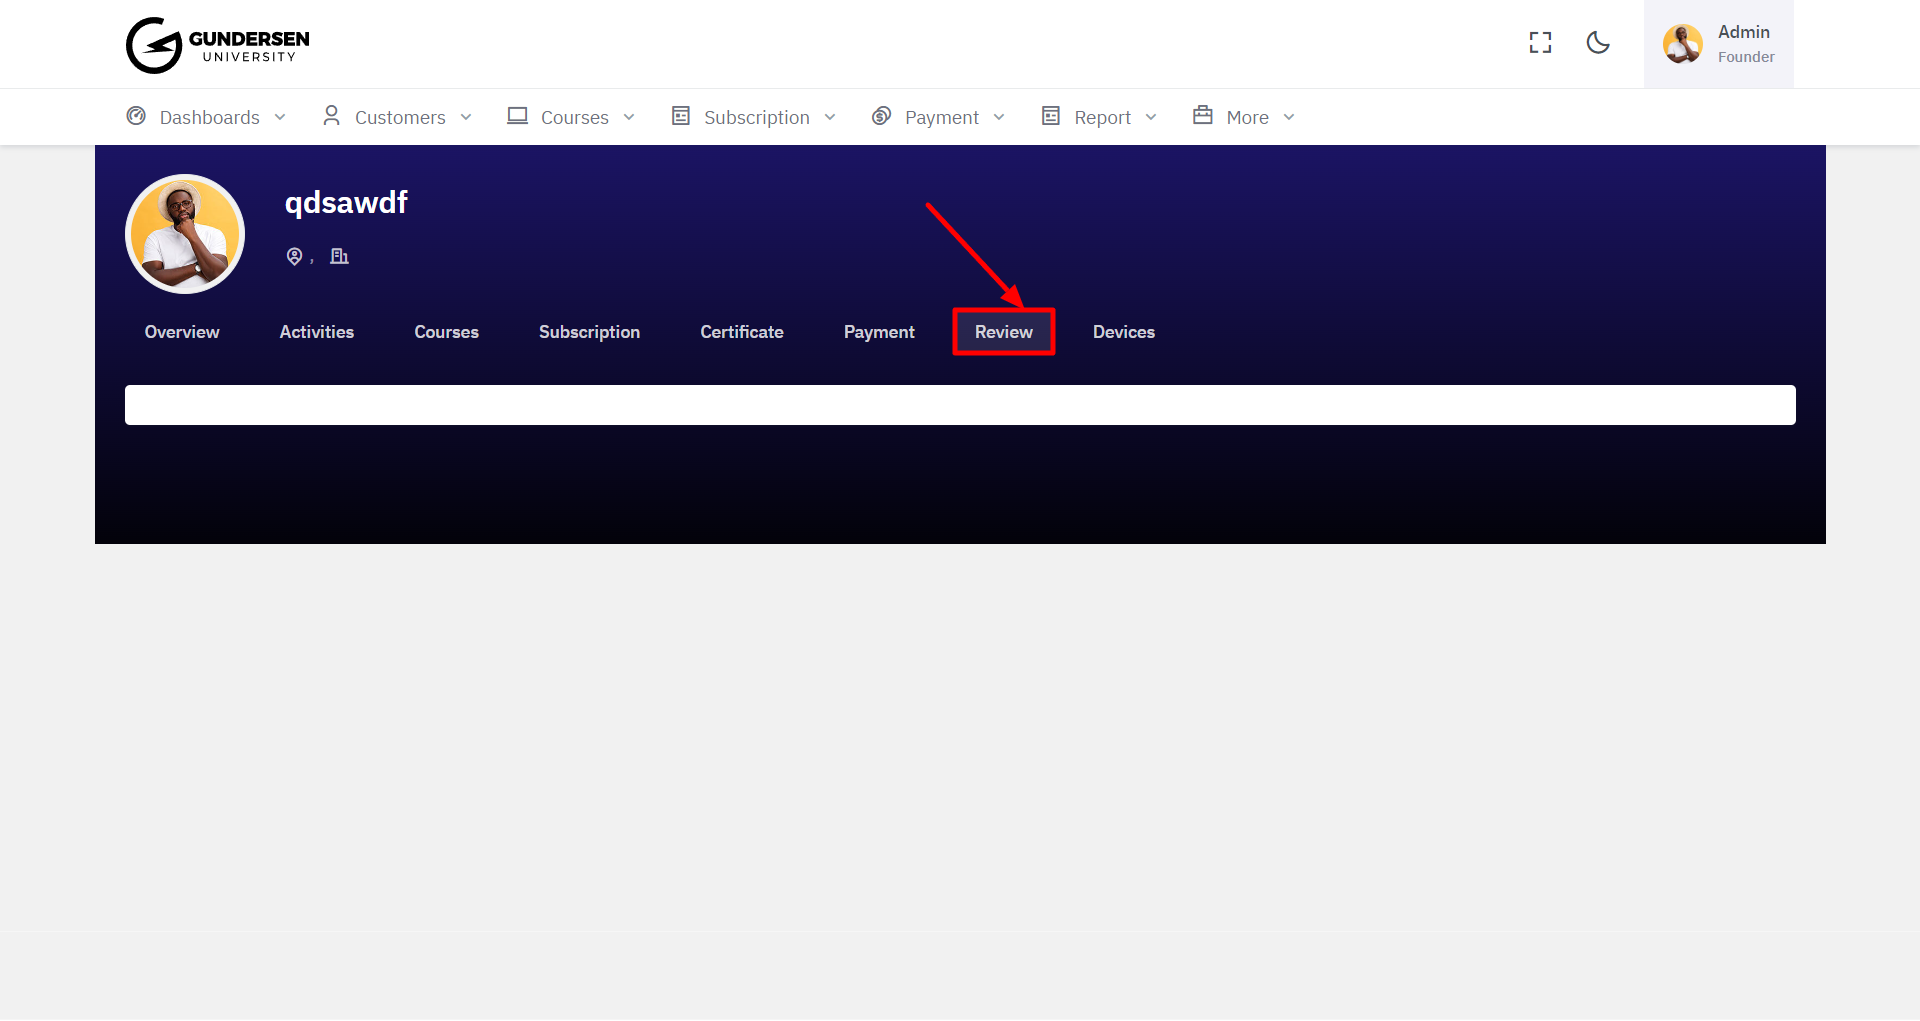 GUNDERSEN
UNIVERSITY
Admin
Founder
Dashboards Customers Courses Subscription Payment Report More
qdsawdf
,
Overview Activities Courses Subscription Certificate Payment Review Devices